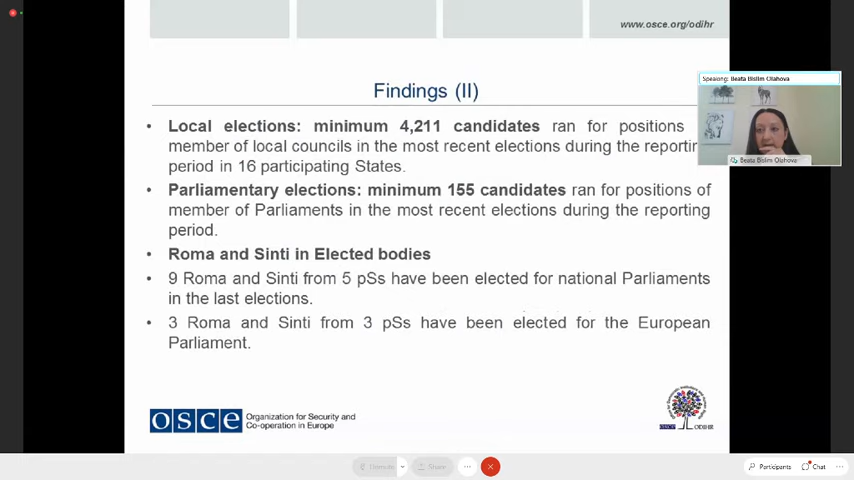 www.osce.org/odihr
Findings (II)
Speaking: Beata Bislim Olahova
Beata Bislim Olahova
• Local elections: minimum 4,211 candidates ran for positions
member of local councils in the most recent elections during the reportin
period in 16 participating States.
• Parliamentary elections: minimum 155 candidates ran for positions of
member of Parliaments in the most recent elections during the reporting
period.
• Roma and Sinti in Elected bodies
• 9 Roma and Sinti from 5 pSs have been elected for national Parliaments
in the last elections.
• 3 Roma and Sinti from 3 pSs have been elected for the European
Parliament.
osce Organization for Security and
Co-operation in Europe
osce ODIHR
Unmute
Share
Participants
Chat